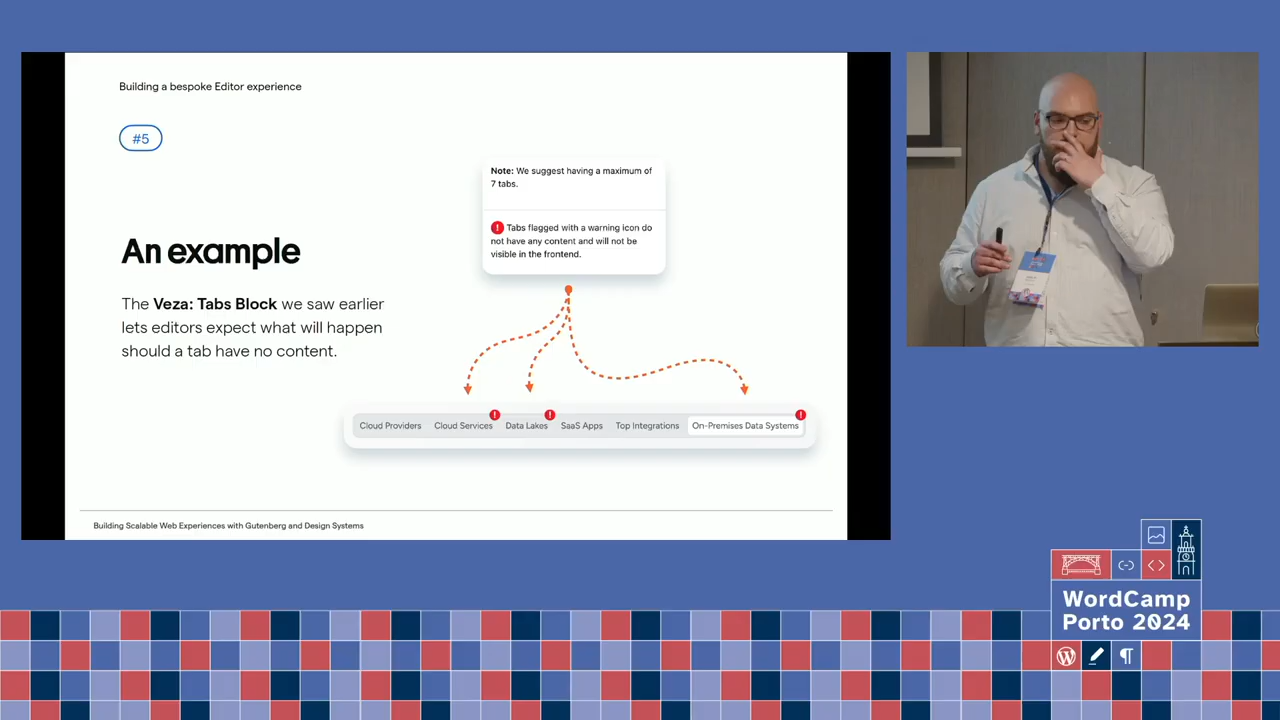 Building a bespoke Editor experience
#5
Note: We suggest having a maximum of
7 tabs.
! Tabs flagged with a warning icon do
not have any content and will not be
visible in the frontend.
An example
The Veza: Tabs Block we saw earlier
lets editors expect what will happen
should a tab have no content.
! ! !
Cloud Providers Cloud Services Data Lakes SaaS Apps Top Integrations On-Premises Data Systems
Building Scalable Web Experiences with Gutenberg and Design Systems
WordCamp
Porto 2024